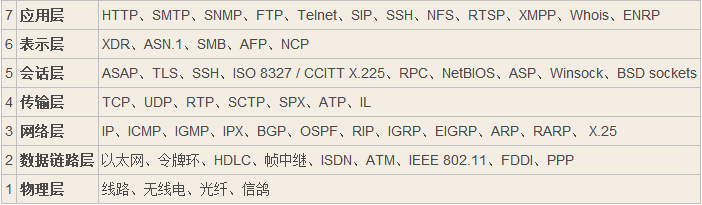 7 应用层 HTTP、SMTP、SNMP、FTP、Telnet、SIP、SSH、NFS、RTSP、XMPP、Whois、ENRP
6 表示层 XDR、ASN.1、SMB、AFP、NCP
5 会话层 ASAP、TLS、SSH、ISO 8327 / CCITT X.225、RPC、NetBIOS、ASP、Winsock、BSD sockets
4 传输层 TCP、UDP、RTP、SCTP、SPX、ATP、IL
3 网络层 IP、ICMP、IGMP、IPX、BGP、OSPF、RIP、IGRP、EIGRP、ARP、RARP、 X.25
2 数据链路层 以太网、令牌环、HDLC、帧中继、ISDN、ATM、IEEE 802.11、FDDI、PPP
1 物理层 线路、无线电、光纤、信鸽